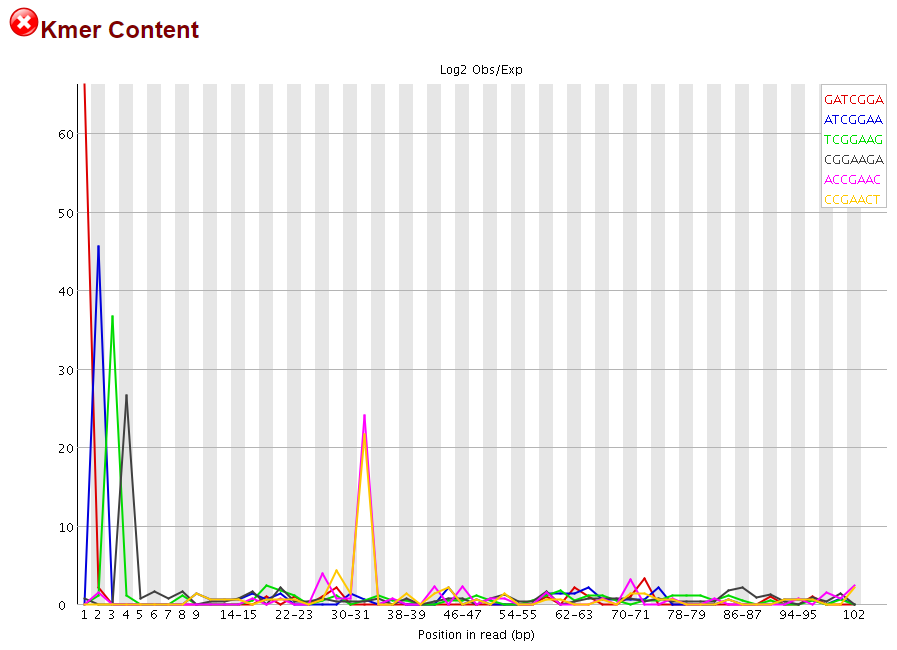 Kmer Content
Log2 Obs/Exp
60
50
40
30
20
10
0
GATCGGA
ATCGGAA
TCGGAAG
CGGAAGA
ACCGAAC
CCGAACT
1 2 3 4 5 6 7 8 9 14-15 22-23 30-31 38-39 46-47 54-55 62-63 70-71 78-79 86-87 94-95 102
Position in read (bp)